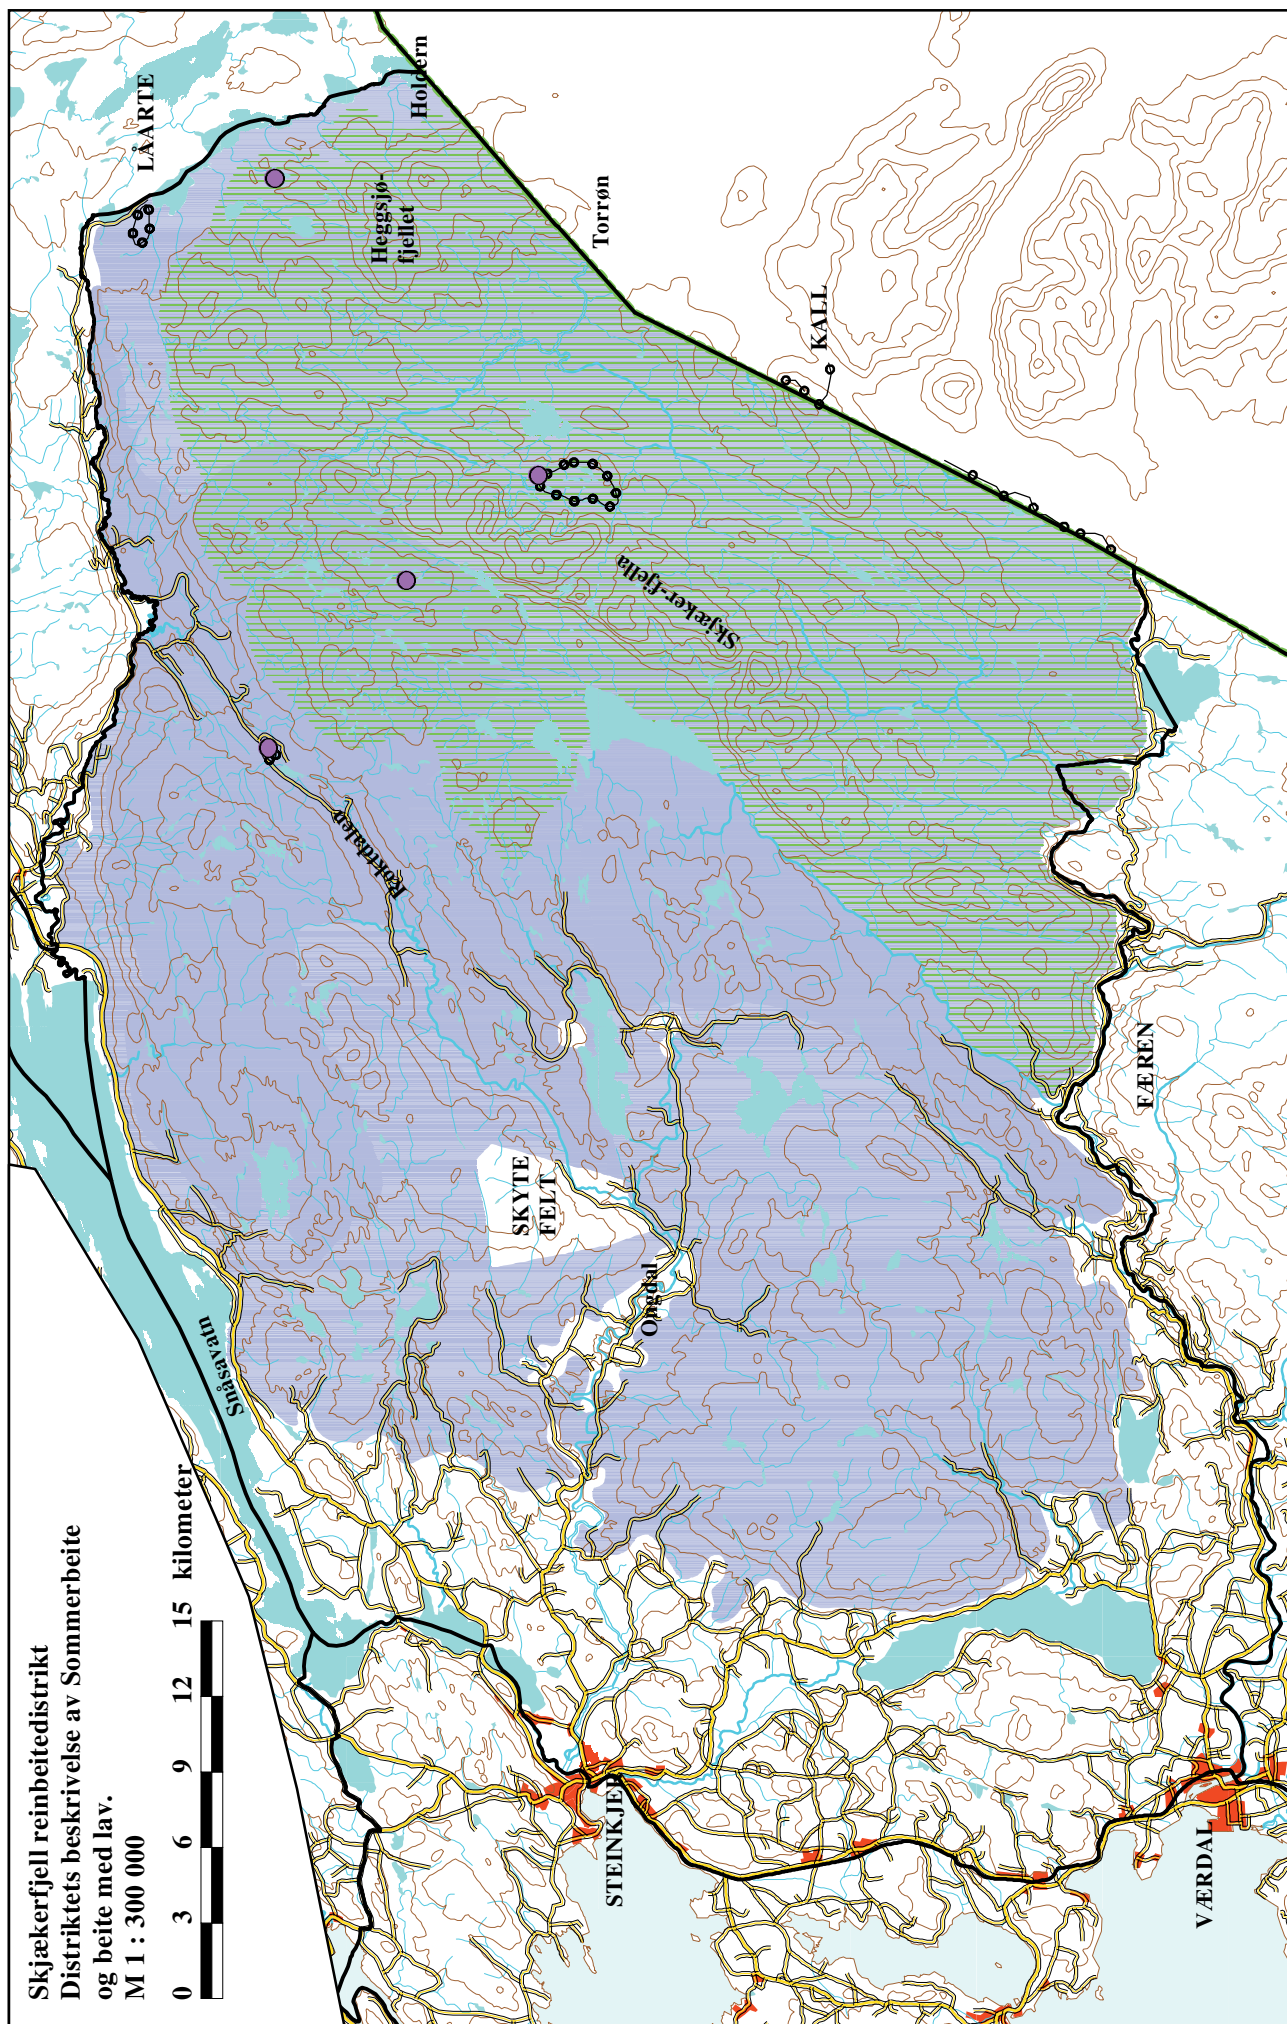 Skjækerfjell reinbeitedistrikt
Distriktets beskrivelse av Sommerbeite
og beite med lav.
M 1 : 300 000
0 3 6 9 12 15 kilometer
Snåsavatn
LÅARTE
Holdern
Heggsjø-
fjellet
Torrøn
KALL
Skjæker-fjella
Roktdalen
SKYTE
FELT
Ongdal
FÆREN
STEINKJER
VÆRDAL